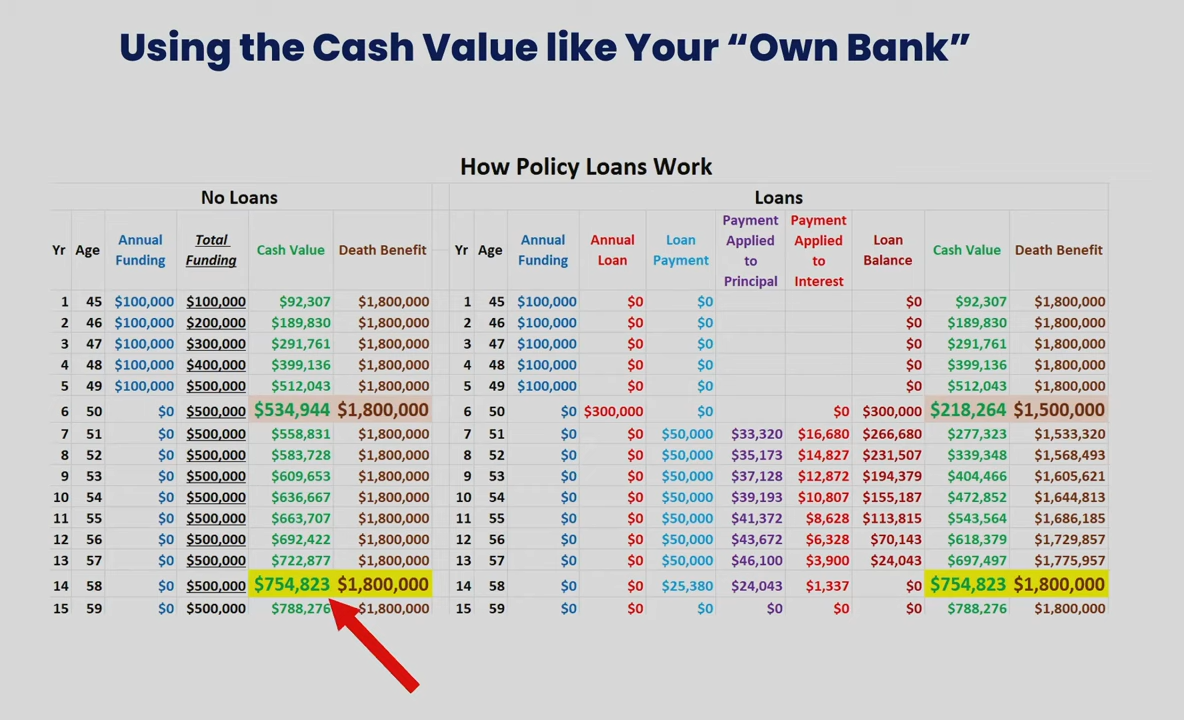 Using the Cash Value like Your “Own Bank”
How Policy Loans Work
No Loans Loans
Yr Age Annual Funding Total Funding Cash Value Death Benefit Yr Age Annual Funding Annual Loan Loan Payment Payment Applied to Principal Payment Applied to Interest Loan Balance Cash Value Death Benefit
1 45 $100,000 $100,000 $92,307 $1,800,000 1 45 $100,000 $0 $0 $0 $92,307 $1,800,000
2 46 $100,000 $200,000 $189,830 $1,800,000 2 46 $100,000 $0 $0 $0 $189,830 $1,800,000
3 47 $100,000 $300,000 $291,761 $1,800,000 3 47 $100,000 $0 $0 $0 $291,761 $1,800,000
4 48 $100,000 $400,000 $399,136 $1,800,000 4 48 $100,000 $0 $0 $0 $399,136 $1,800,000
5 49 $100,000 $500,000 $512,043 $1,800,000 5 49 $100,000 $0 $0 $0 $512,043 $1,800,000
6 50 $0 $500,000 $534,944 $1,800,000 6 50 $0 $300,000 $0 $0 $300,000 $218,264 $1,500,000
7 51 $0 $500,000 $558,831 $1,800,000 7 51 $0 $0 $50,000 $33,320 $16,680 $266,680 $277,323 $1,533,320
8 52 $0 $500,000 $583,728 $1,800,000 8 52 $0 $0 $50,000 $35,173 $14,827 $231,507 $339,348 $1,568,493
9 53 $0 $500,000 $609,653 $1,800,000 9 53 $0 $0 $50,000 $37,128 $12,872 $194,379 $404,466 $1,605,621
10 54 $0 $500,000 $636,667 $1,800,000 10 54 $0 $0 $50,000 $39,193 $10,807 $155,187 $472,852 $1,644,813
11 55 $0 $500,000 $663,707 $1,800,000 11 55 $0 $0 $50,000 $41,372 $8,628 $113,815 $543,564 $1,686,185
12 56 $0 $500,000 $692,422 $1,800,000 12 56 $0 $0 $50,000 $43,672 $6,328 $70,143 $618,379 $1,729,857
13 57 $0 $500,000 $722,877 $1,800,000 13 57 $0 $0 $50,000 $46,100 $3,900 $24,043 $697,497 $1,775,957
14 58 $0 $500,000 $754,823 $1,800,000 14 58 $0 $0 $25,380 $24,043 $1,337 $0 $754,823 $1,800,000
15 59 $0 $500,000 $788,276 $1,800,000 15 59 $0 $0 $0 $0 $0 $0 $788,276 $1,800,000